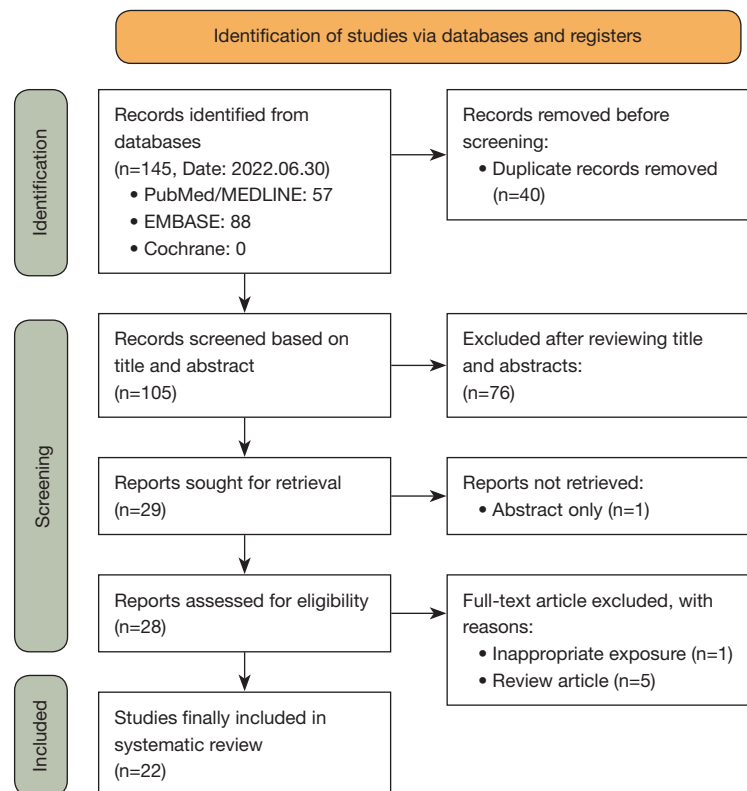 Identification of studies via databases and registers
Identification
Records identified from
databases
(n=145, Date: 2022.06.30)
• PubMed/MEDLINE: 57
• EMBASE: 88
• Cochrane: 0
Records removed before
screening:
• Duplicate records removed
(n=40)
Screening
Records screened based on
title and abstract
(n=105)
Excluded after reviewing title
and abstracts:
(n=76)
Reports sought for retrieval
(n=29)
Reports not retrieved:
• Abstract only (n=1)
Reports assessed for eligibility
(n=28)
Full-text article excluded, with
reasons:
• Inappropriate exposure (n=1)
• Review article (n=5)
Included
Studies finally included in
systematic review
(n=22)